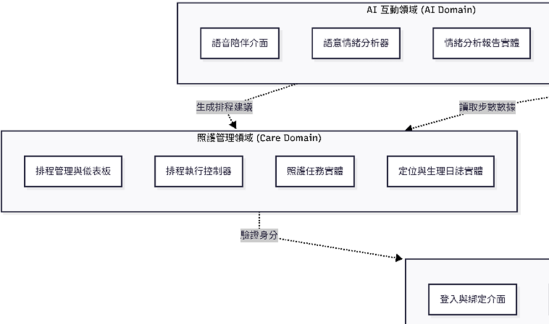 AI 互動領域 (AI Domain)
語音陪伴介面
語意情緒分析器
情緒分析報告實體
生成排程建議
讀取步數數據
照護管理領域 (Care Domain)
排程管理與儀表板
排程執行控制器
照護任務實體
定位與生理日誌實體
驗證身分
登入與綁定介面